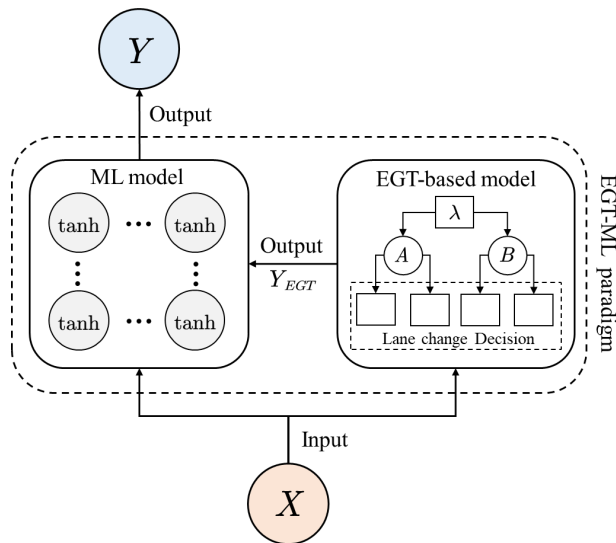 Y
Output
ML model
tanh ... tanh
tanh ... tanh
Output
Y_EGT
EGT-based model
λ
A B
Lane change Decision
EGT-ML paradigm
Input
X